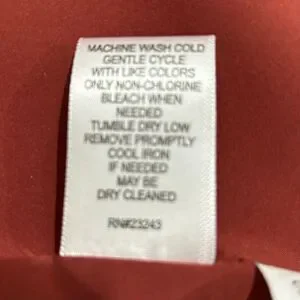 MACHINE WASH COLD
GENTLE CYCLE
WITH LIKE COLORS
ONLY NON-CHLORINE
BLEACH WHEN
NEEDED
TUMBLE DRY LOW
REMOVE PROMPTLY
COOL IRON
IF NEEDED
MAY BE
DRY CLEANED
RN#23243